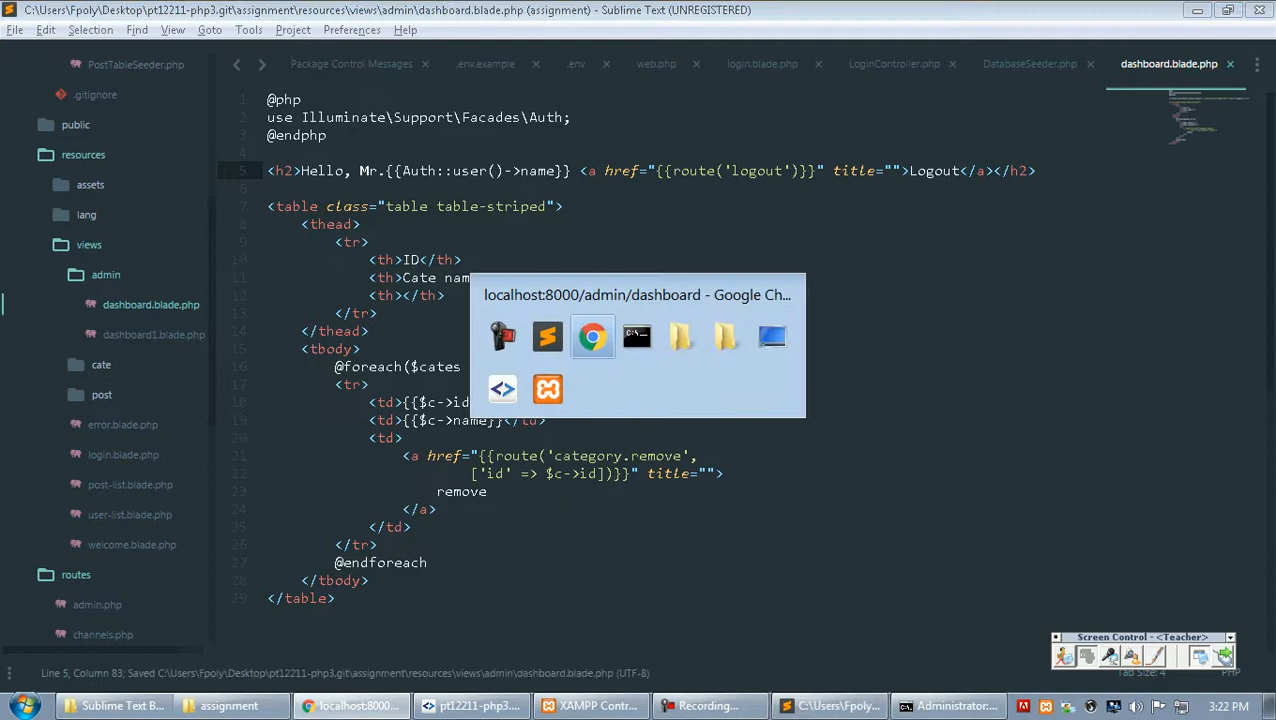 C:\Users\Fpoly\Desktop\pt12211-php3.git\assignment\resources\views\admin\dashboard.blade.php (assignment) - Sublime Text (UNREGISTERED)
File Edit Selection Find View Goto Tools Project Preferences Help
PostTableSeeder.php
.gitignore
public
resources
assets
lang
views
admin
dashboard.blade.php
dashboard1.blade.php
cate
post
error.blade.php
login.blade.php
post-list.blade.php
user-list.blade.php
welcome.blade.php
routes
admin.php
channels.php
Package Control Messages × .env.example × .env × web.php × login.blade.php × LoginController.php × DatabaseSeeder.php × dashboard.blade.php ×
1 @php
2 use Illuminate\Support\Facades\Auth;
3 @endphp
4
5 <h2>Hello, Mr.{{Auth::user()->name}} <a href="{{route('logout')}}" title="">Logout</a></h2>
6
7 <table class="table table-striped">
8 <thead>
9 <tr>
10 <th>ID</th>
11 <th>Cate nam
12 <th></th>
13 </tr>
14 </thead>
15 <tbody>
16 @foreach($cates
17 <tr>
18 <td>{{$c->id
19 <td>{{$c->name}}</td>
20 <td>
21 <a href="{{route('category.remove',
22 ['id' => $c->id])}}" title="">
23 remove
24 </a>
25 </td>
26 </tr>
27 @endforeach
28 </tbody>
29 </table>
localhost:8000/admin/dashboard - Google Ch...
Screen Control - <Teacher>
Line 5, Column 83; Saved C:\Users\Fpoly\Desktop\pt12211-php3.git\assignment\resources\views\admin\dashboard.blade.php (UTF-8)
Tab Size: 4 PHP
Sublime Text B... assignment localhost:8000... pt12211-php3.... XAMPP Contr... Recording... C:\Users\Fpoly... Administrator:... 3:22 PM